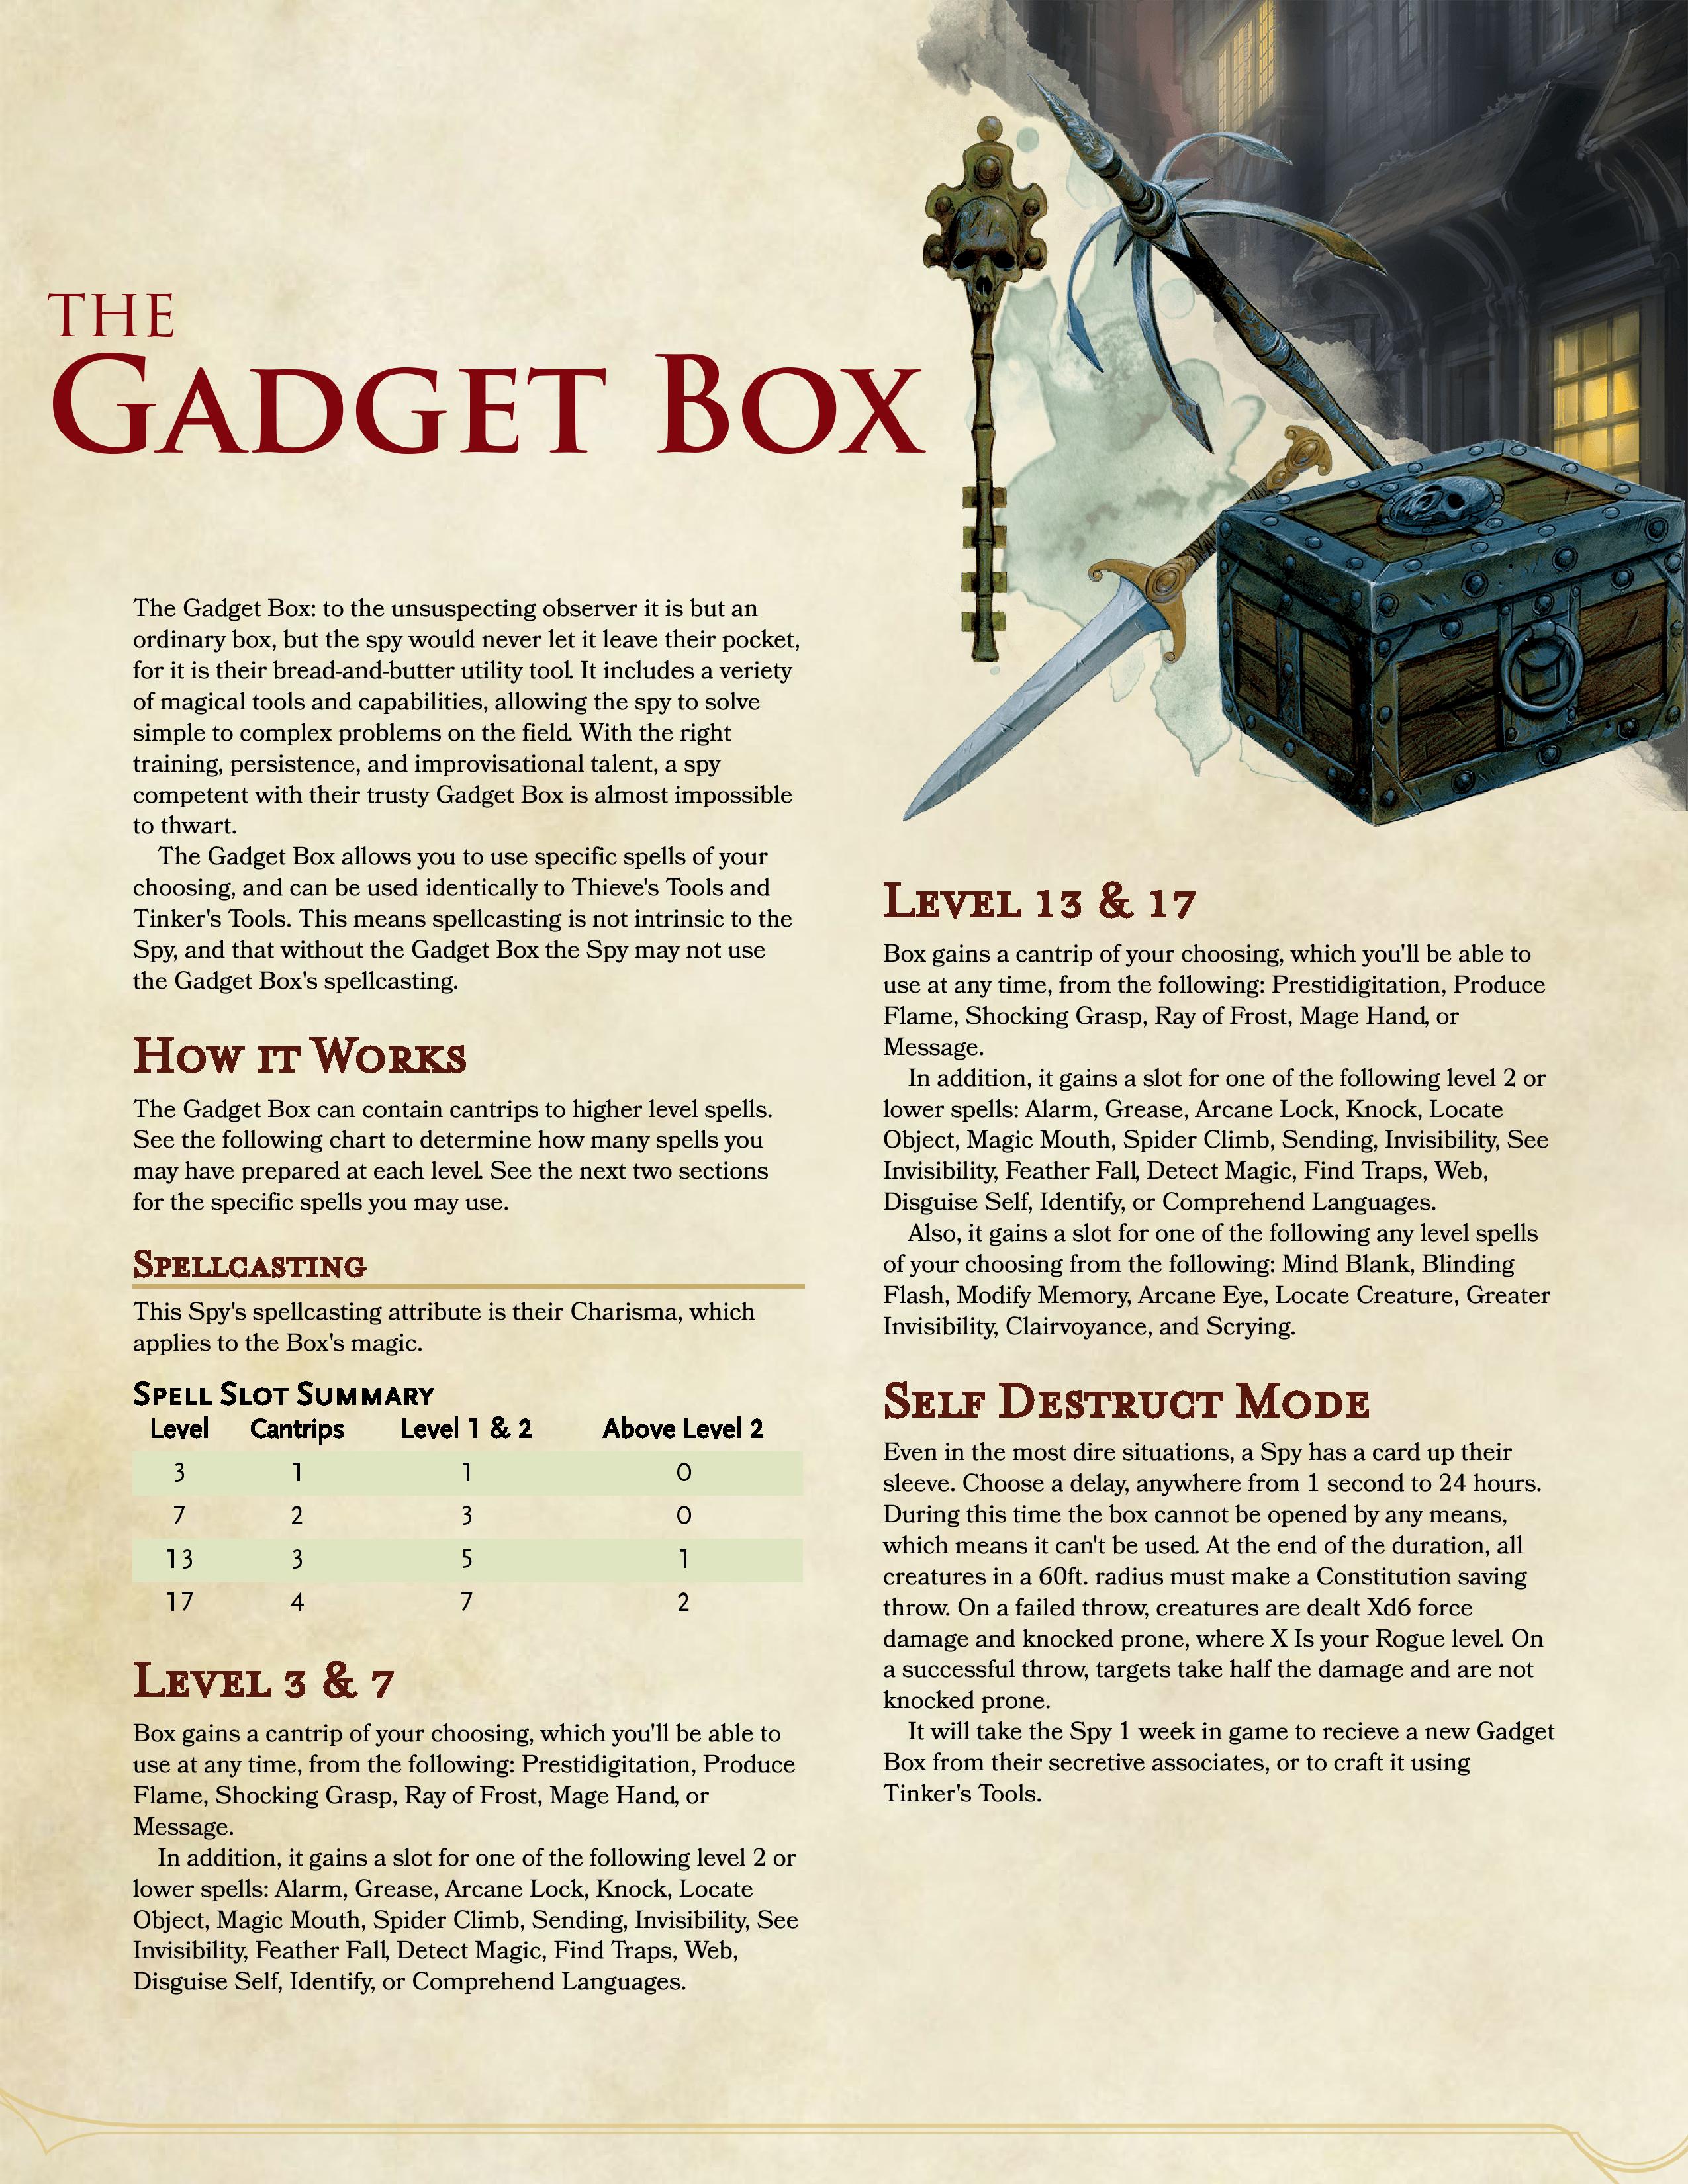 THE
GADGET BOX
The Gadget Box: to the unsuspecting observer it is but an
ordinary box, but the spy would never let it leave their pocket,
for it is their bread-and-butter utility tool. It includes a veriety
of magical tools and capabilities, allowing the spy to solve
simple to complex problems on the field. With the right
training, persistence, and improvisational talent, a spy
competent with their trusty Gadget Box is almost impossible
to thwart.
The Gadget Box allows you to use specific spells of your
choosing, and can be used identically to Thieve's Tools and
Tinker's Tools. This means spellcasting is not intrinsic to the
Spy, and that without the Gadget Box the Spy may not use
the Gadget Box's spellcasting.
HOW IT WORKS
The Gadget Box can contain cantrips to higher level spells.
See the following chart to determine how many spells you
may have prepared at each level. See the next two sections
for the specific spells you may use.
SPELLCASTING
This Spy's spellcasting attribute is their Charisma, which
applies to the Box's magic.
SPELL SLOT SUMMARY
Level Cantrips Level 1 & 2 Above Level 2
3 1 1 0
7 2 3 0
13 3 5 1
17 4 7 2
LEVEL 3 & 7
Box gains a cantrip of your choosing, which you'll be able to
use at any time, from the following: Prestidigitation, Produce
Flame, Shocking Grasp, Ray of Frost, Mage Hand, or
Message.
In addition, it gains a slot for one of the following level 2 or
lower spells: Alarm, Grease, Arcane Lock, Knock, Locate
Object, Magic Mouth, Spider Climb, Sending, Invisibility, See
Invisibility, Feather Fall, Detect Magic, Find Traps, Web,
Disguise Self, Identify, or Comprehend Languages.
LEVEL 13 & 17
Box gains a cantrip of your choosing, which you'll be able to
use at any time, from the following: Prestidigitation, Produce
Flame, Shocking Grasp, Ray of Frost, Mage Hand, or
Message.
In addition, it gains a slot for one of the following level 2 or
lower spells: Alarm, Grease, Arcane Lock, Knock, Locate
Object, Magic Mouth, Spider Climb, Sending, Invisibility, See
Invisibility, Feather Fall, Detect Magic, Find Traps, Web,
Disguise Self, Identify, or Comprehend Languages.
Also, it gains a slot for one of the following any level spells
of your choosing from the following: Mind Blank, Blinding
Flash, Modify Memory, Arcane Eye, Locate Creature, Greater
Invisibility, Clairvoyance, and Scrying.
SELF DESTRUCT MODE
Even in the most dire situations, a Spy has a card up their
sleeve. Choose a delay, anywhere from 1 second to 24 hours.
During this time the box cannot be opened by any means,
which means it can't be used. At the end of the duration, all
creatures in a 60ft. radius must make a Constitution saving
throw. On a failed throw, creatures are dealt Xd6 force
damage and knocked prone, where X Is your Rogue level. On
a successful throw, targets take half the damage and are not
knocked prone.
It will take the Spy 1 week in game to recieve a new Gadget
Box from their secretive associates, or to craft it using
Tinker's Tools.